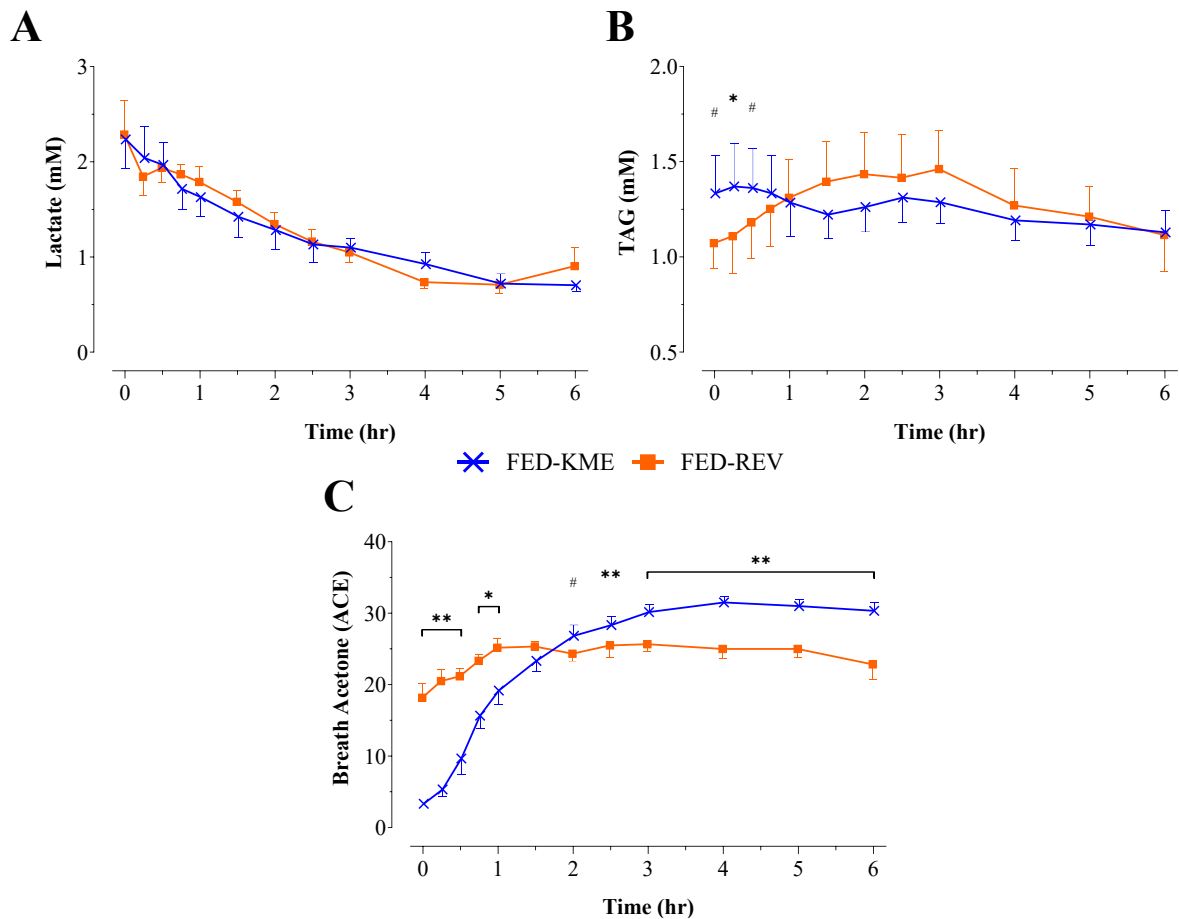 A
Lactate (mM)
3
2
1
0
0 1 2 3 4 5 6
Time (hr)
B
TAG (mM)
2.0
1.5
1.0
0.5
# * #
0 1 2 3 4 5 6
Time (hr)
FED-KME FED-REV
C
Breath Acetone (ACE)
40
30
20
10
0
** * # ** **
0 1 2 3 4 5 6
Time (hr)